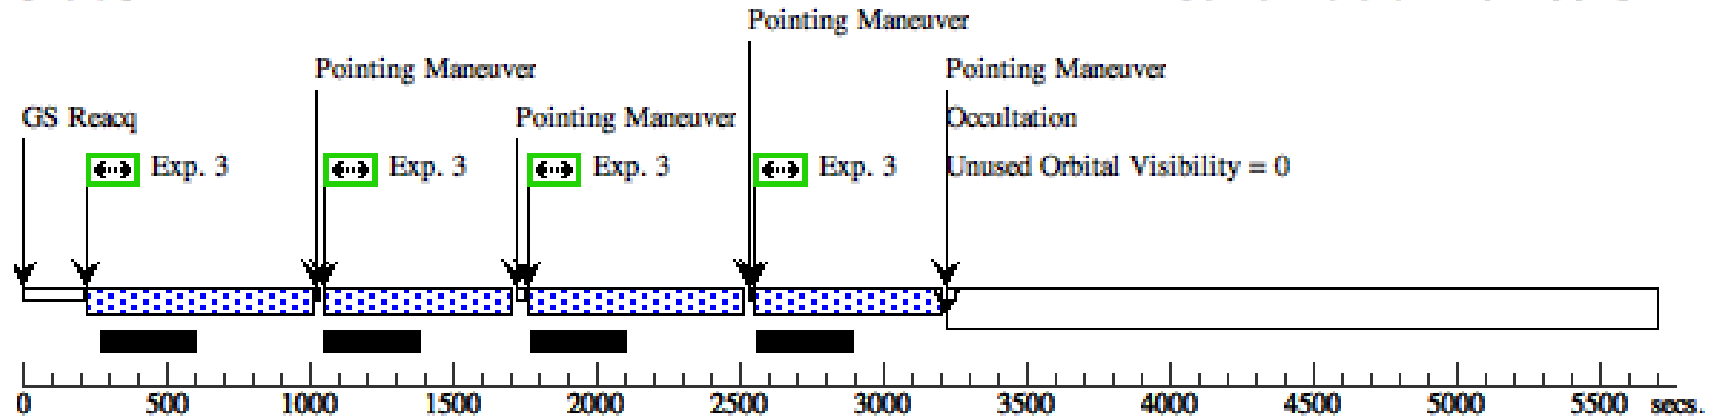 Pointing Maneuver
Pointing Maneuver
Pointing Maneuver
GS Reacq
Pointing Maneuver
Occultation
Exp. 3
Exp. 3
Exp. 3
Exp. 3
Unused Orbital Visibility = 0
0 500 1000 1500 2000 2500 3000 3500 4000 4500 5000 5500 secs.